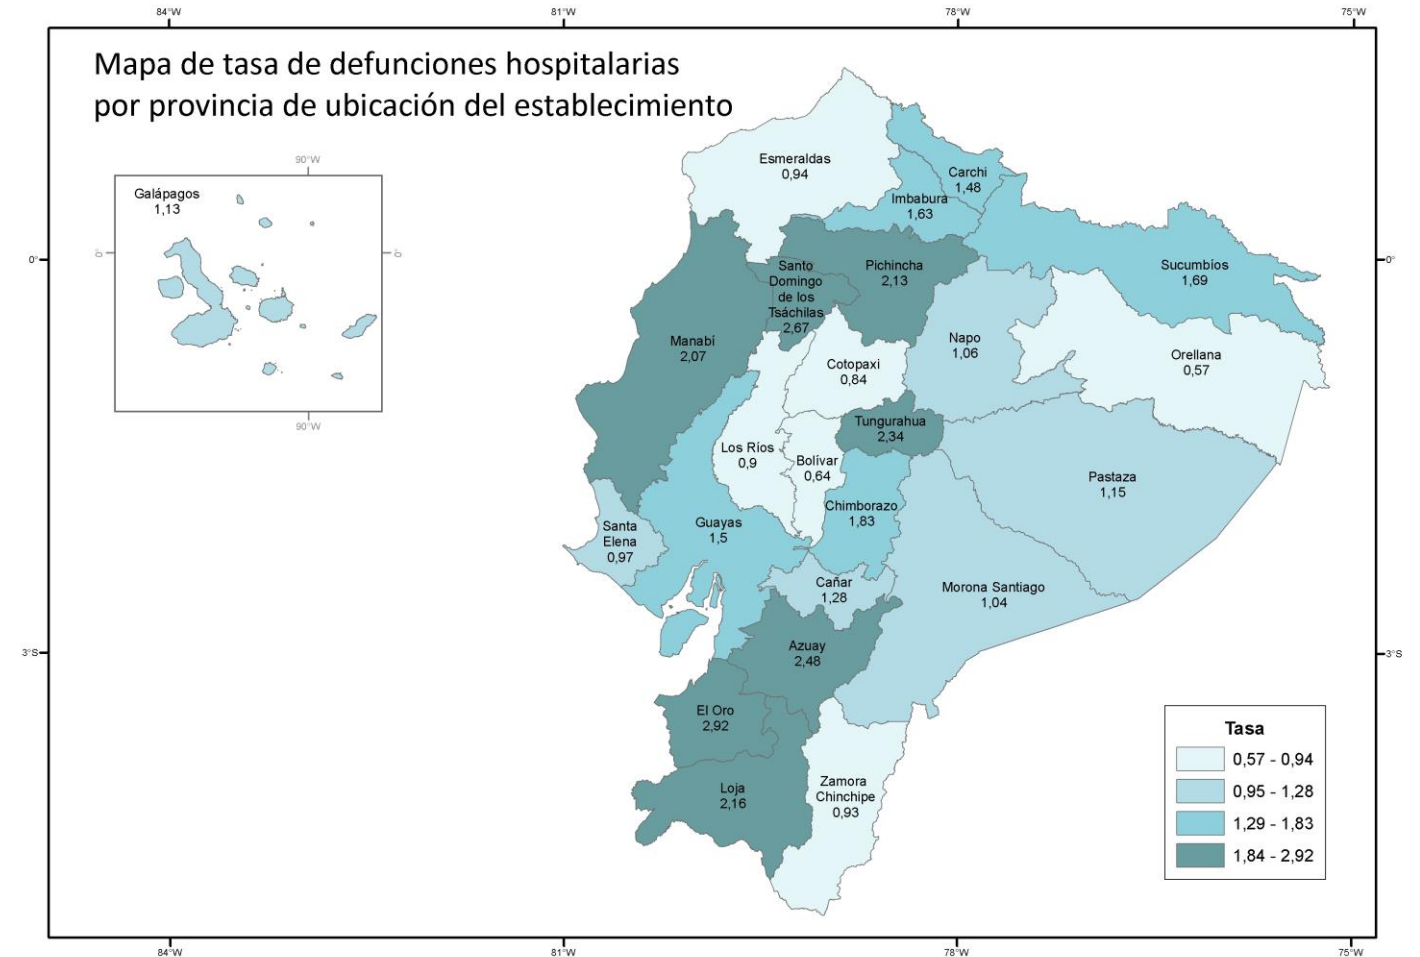 84°W
81°W
78°W
75°W
Mapa de tasa de defunciones hospitalarias
por provincia de ubicación del establecimiento
90°W
Galápagos
1,13
0°
0°
90°W
0°
0°
3°S
3°S
Esmeraldas
0,94
Carchi
1,48
Imbabura
1,63
Santo
Domingo
de los
Tsáchilas
2,67
Pichincha
2,13
Sucumbíos
1,69
Manabí
2,07
Napo
1,06
Orellana
0,57
Cotopaxi
0,84
Tungurahua
2,34
Los Ríos
0,9
Bolívar
0,64
Pastaza
1,15
Chimborazo
1,83
Guayas
1,5
Santa
Elena
0,97
Cañar
1,28
Morona Santiago
1,04
Azuay
2,48
El Oro
2,92
Loja
2,16
Zamora
Chinchipe
0,93
Tasa
0,57 - 0,94
0,95 - 1,28
1,29 - 1,83
1,84 - 2,92
84°W
81°W
78°W
75°W